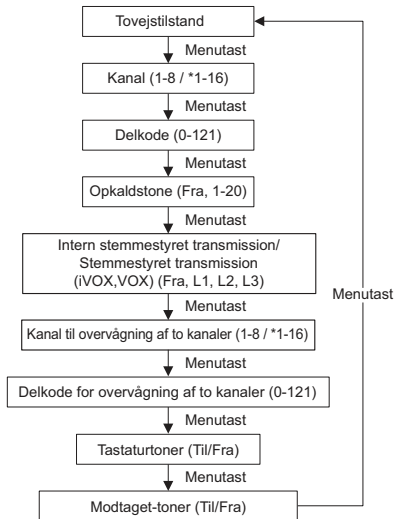 Tovejstilstand
Menutast
Kanal (1-8 / *1-16)
Menutast
Delkode (0-121)
Menutast
Opkaldstone (Fra, 1-20)
Menutast
Intern stemmestyret transmission/
Stemmestyret transmission
(iVOX,VOX) (Fra, L1, L2, L3)
Menutast
Menutast
Kanal til overvågning af to kanaler (1-8 / *1-16)
Menutast
Delkode for overvågning af to kanaler (0-121)
Menutast
Tastaturtoner (Til/Fra)
Menutast
Modtaget-toner (Til/Fra)